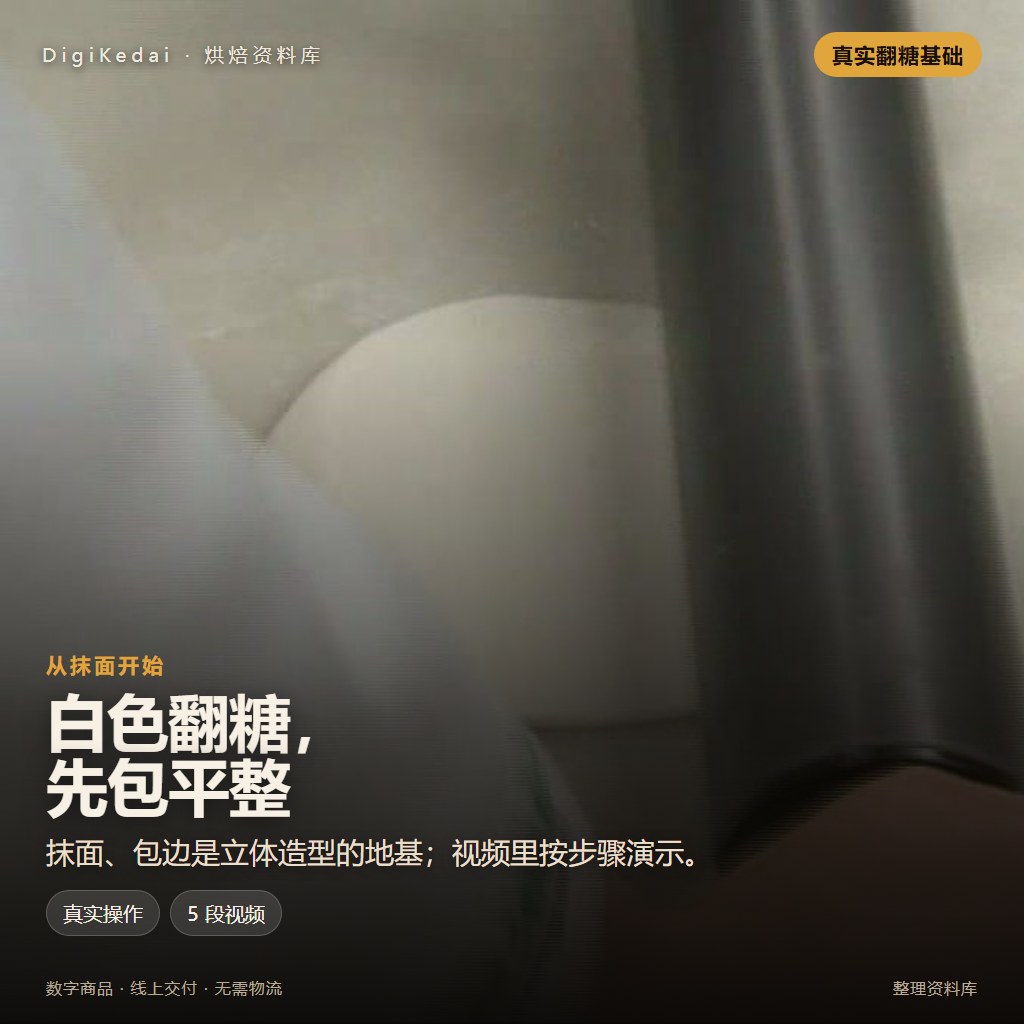 DigiKedai · 烘焙资料库
真实翻糖基础
从抹面开始
白色翻糖，
先包平整
抹面、包边是立体造型的地基；视频里按步骤演示。
真实操作
5 段视频
数字商品 · 线上交付 · 无需物流
整理资料库